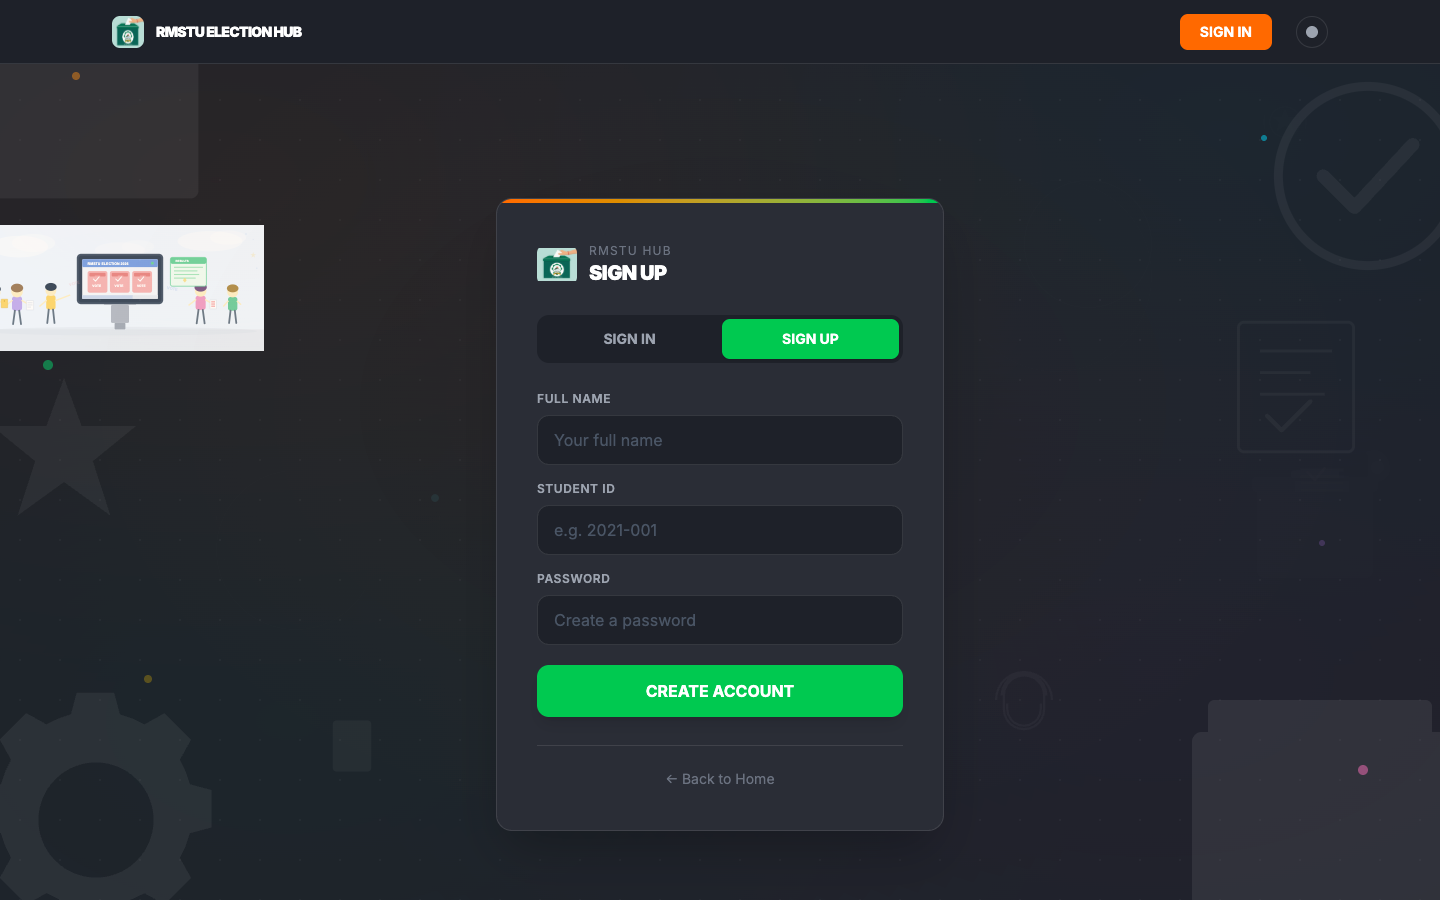 RMSTU ELECTION HUB
SIGN IN
RMSTU HUB
SIGN UP
SIGN IN
SIGN UP
FULL NAME
Your full name
STUDENT ID
e.g. 2021-001
PASSWORD
Create a password
CREATE ACCOUNT
← Back to Home